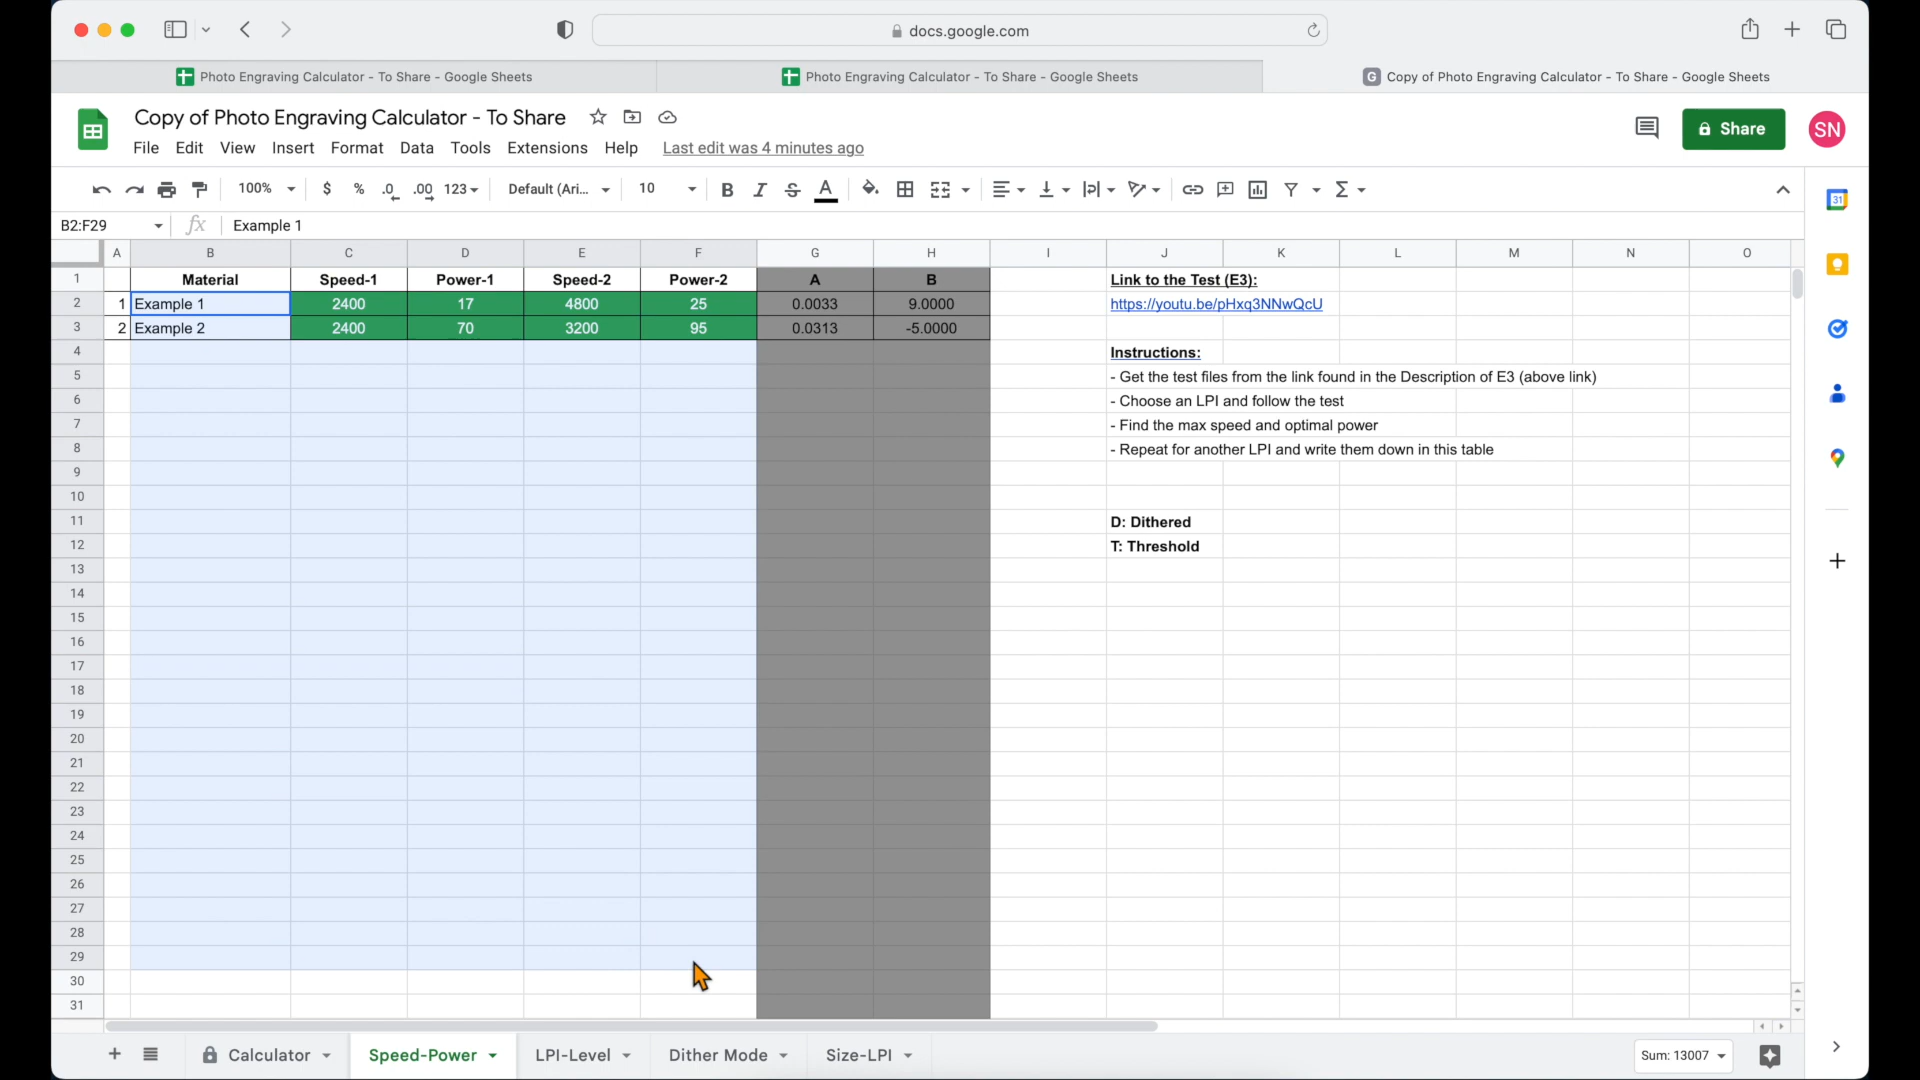 docs.google.com
Photo Engraving Calculator - To Share - Google Sheets
Photo Engraving Calculator - To Share - Google Sheets
G Copy of Photo Engraving Calculator - To Share - Google Sheets
Copy of Photo Engraving Calculator - To Share
Share
SN
File Edit View Insert Format Data Tools Extensions Help Last edit was 4 minutes ago
100% $ % .0 .00 123 Default (Ari... 10 B I S A Σ
31
B2:F29 fx Example 1
A B C D E F G H I J K L M N O
1 Material Speed-1 Power-1 Speed-2 Power-2 A B Link to the Test (E3):
2 1 Example 1 2400 17 4800 25 0.0033 9.0000 https://youtu.be/pHxq3NNwQcU
3 2 Example 2 2400 70 3200 95 0.0313 -5.0000
4 Instructions:
5 - Get the test files from the link found in the Description of E3 (above link)
6 - Choose an LPI and follow the test
7 - Find the max speed and optimal power
8 - Repeat for another LPI and write them down in this table
9
10
11 D: Dithered
12 T: Threshold
13
14
15
16
17
18
19
20
21
22
23
24
25
26
27
28
29
30
31
Calculator Speed-Power LPI-Level Dither Mode Size-LPI Sum: 13007